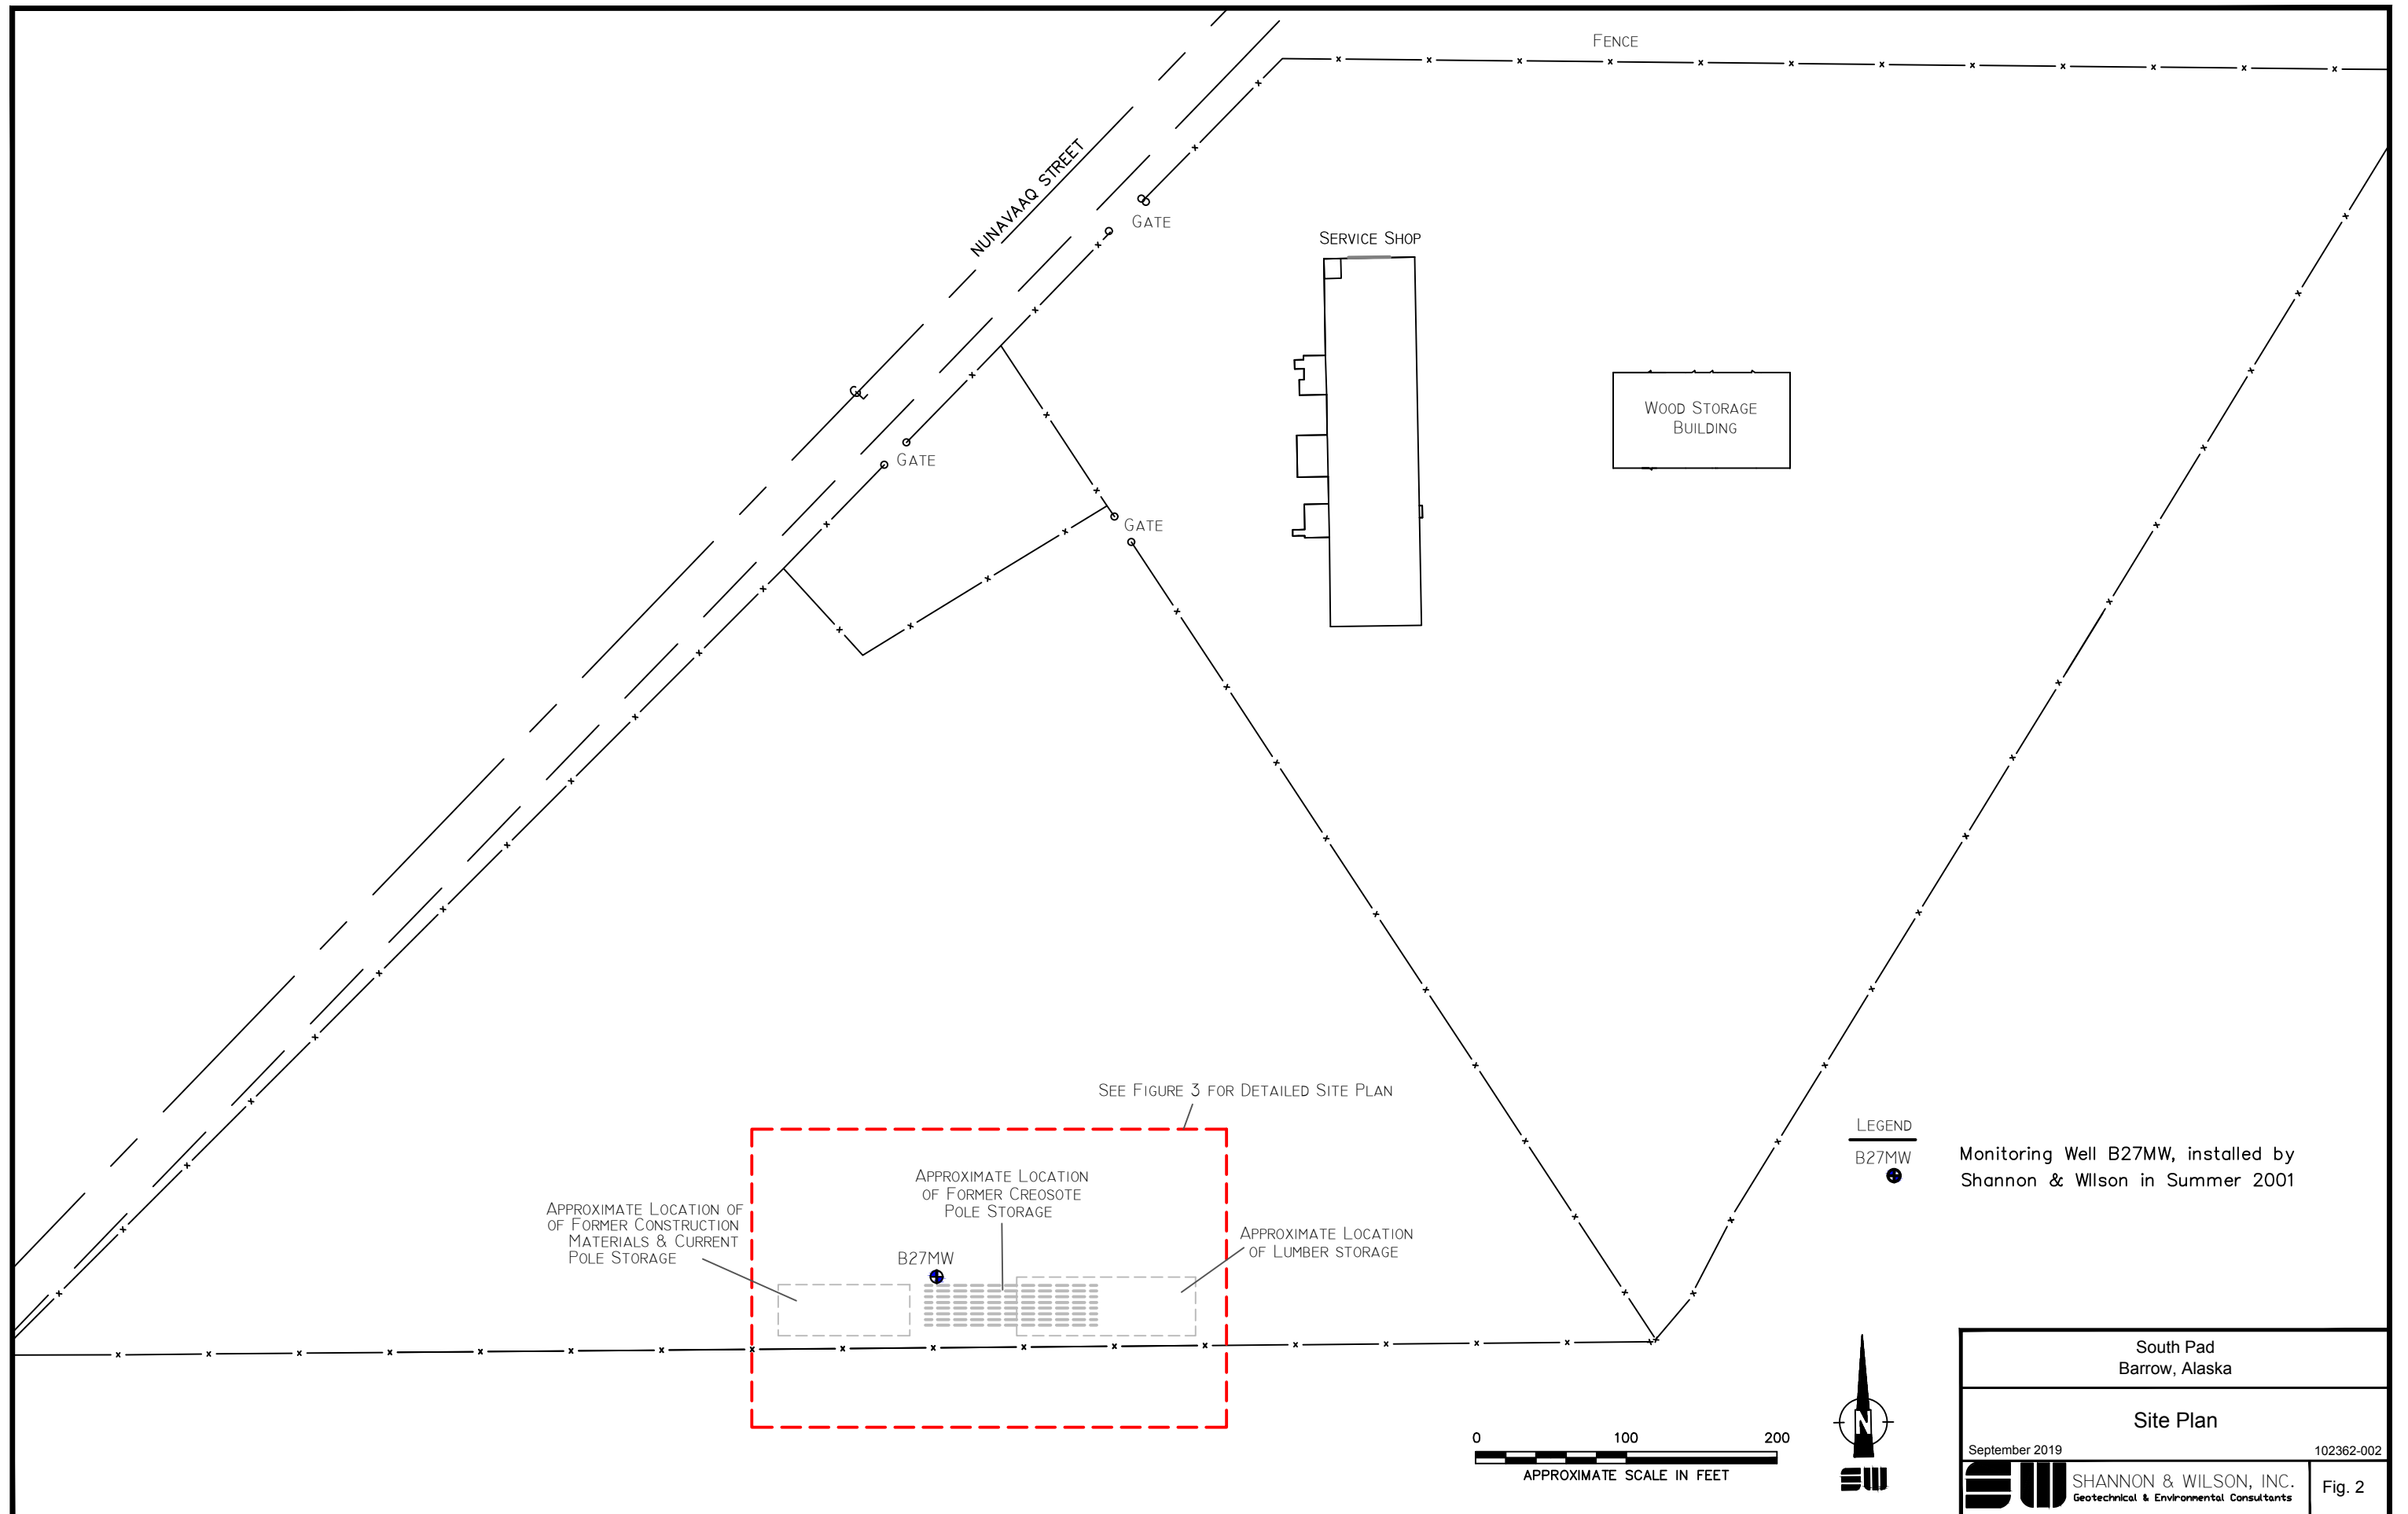 FENCE
NUNAVAAQ STREET
GATE
SERVICE SHOP
WOOD STORAGE
BUILDING
GATE
GATE
SEE FIGURE 3 FOR DETAILED SITE PLAN
LEGEND
B27MW
Monitoring Well B27MW, installed by
Shannon & WIlson in Summer 2001
APPROXIMATE LOCATION
OF FORMER CREOSOTE
POLE STORAGE
APPROXIMATE LOCATION OF
OF FORMER CONSTRUCTION
MATERIALS & CURRENT
POLE STORAGE
APPROXIMATE LOCATION
OF LUMBER STORAGE
B27MW
0 100 200
APPROXIMATE SCALE IN FEET
N
South Pad
Barrow, Alaska
Site Plan
September 2019 102362-002
SHANNON & WILSON, INC.
Geotechnical & Environmental Consultants
Fig. 2